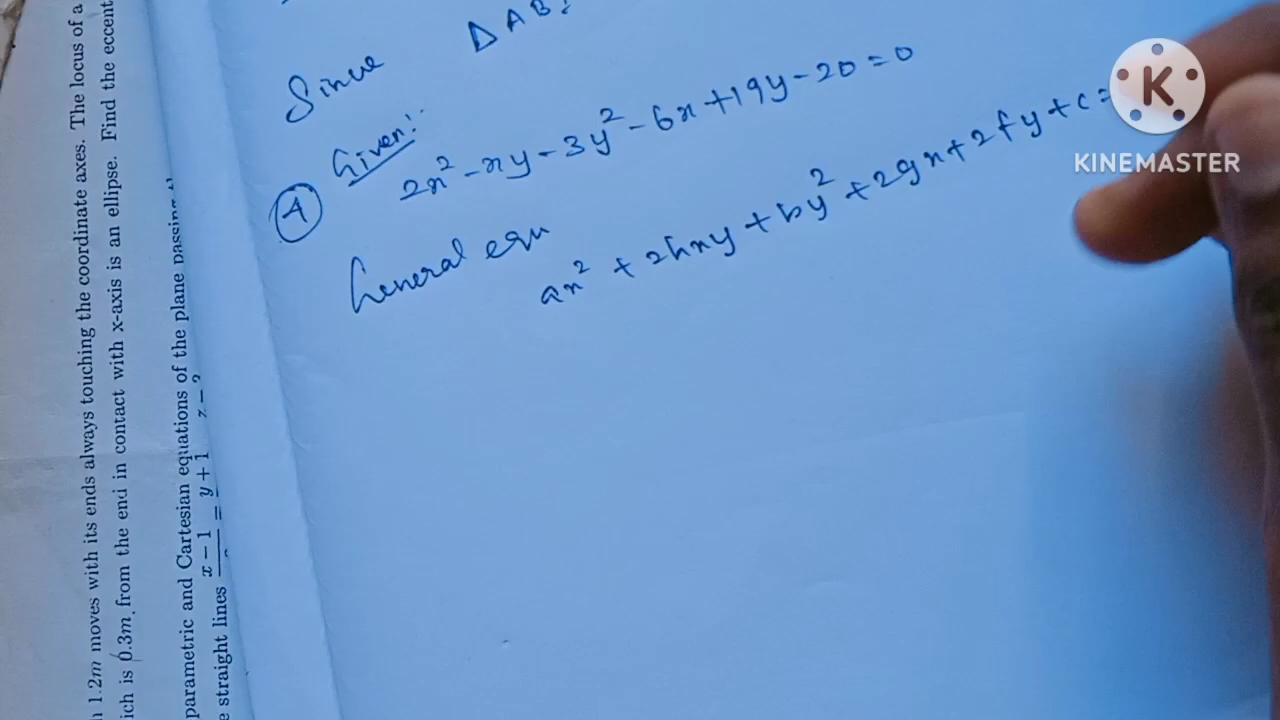 Since ΔAB
④ Given:
2x² - xy - 3y² - 6x + 19y - 20 = 0
General equ
ax² + 2hxy + by² + 2gx + 2fy + c =
KINEMASTER
1.2m moves with its ends always touching the coordinate axes. The locus of a
ich is 0.3m from the end in contact with x-axis is an ellipse. Find the eccent
parametric and Cartesian equations of the plane passing
straight lines x − 1 = y + 1 z −